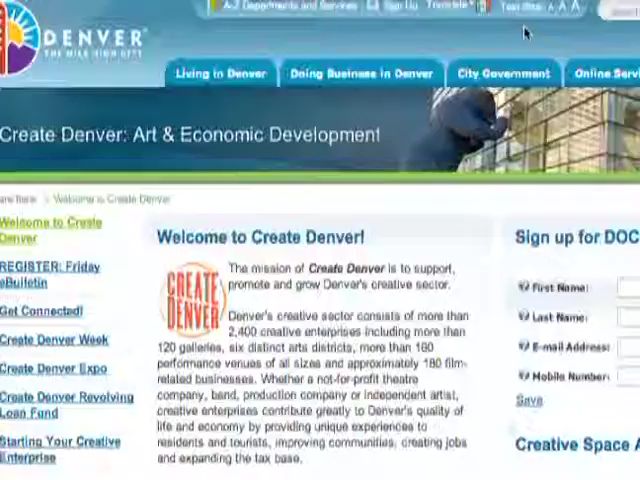 A-Z Departments and Services Sign Up Translate Text Size: A A A
DENVER
THE MILE HIGH CITY
Living in Denver
Doing Business in Denver
City Government
Online Servi
Create Denver: Art & Economic Development
are here: > Welcome to Create Denver
Welcome to Create
Denver
REGISTER: Friday
eBulletin
Get Connected!
Create Denver Week
Create Denver Expo
Create Denver Revolving
Loan Fund
Starting Your Creative
Enterprise
Welcome to Create Denver!
CREATE
DENVER
The mission of Create Denver is to support,
promote and grow Denver's creative sector.
Denver's creative sector consists of more than
2,400 creative enterprises including more than
120 galleries, six distinct arts districts, more than 160
performance venues of all sizes and approximately 180 film-
related businesses. Whether a not-for-profit theatre
company, band, production company or independent artist,
creative enterprises contribute greatly to Denver's quality of
life and economy by providing unique experiences to
residents and tourists, improving communities, creating jobs
and expanding the tax base.
Sign up for DOC
First Name:
Last Name:
E-mail Address:
Mobile Number:
Save
Creative Space A